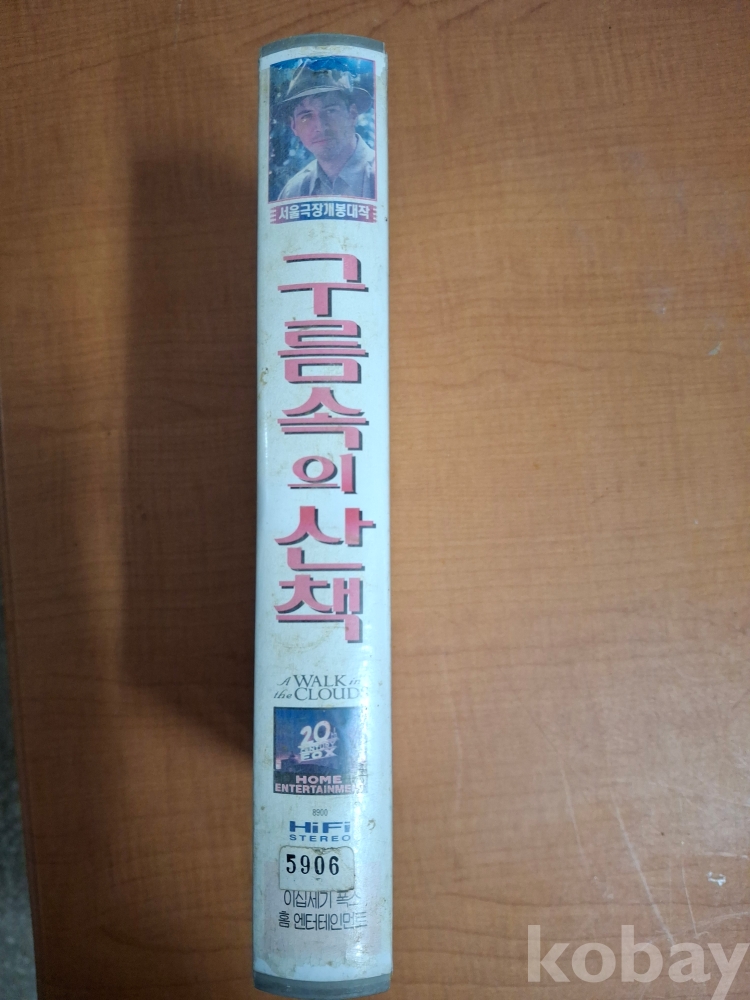 서울극장개봉대작
구름속의 산책
A WALK in
the CLOUDS
20th
CENTURY
FOX
HOME
ENTERTAINMENT
8900
HiFi
STEREO
5906
이십세기 폭스
홈 엔터테인먼트
kobay